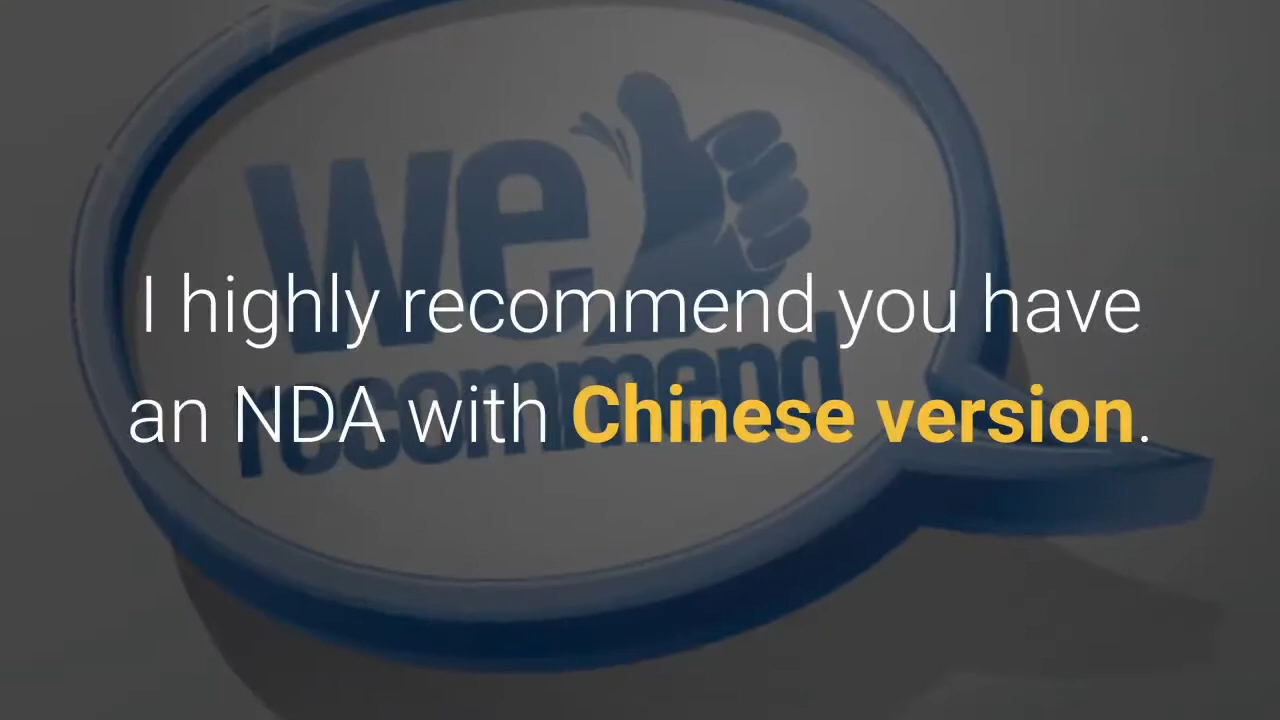 we
recommend
I highly recommend you have
an NDA with Chinese version.